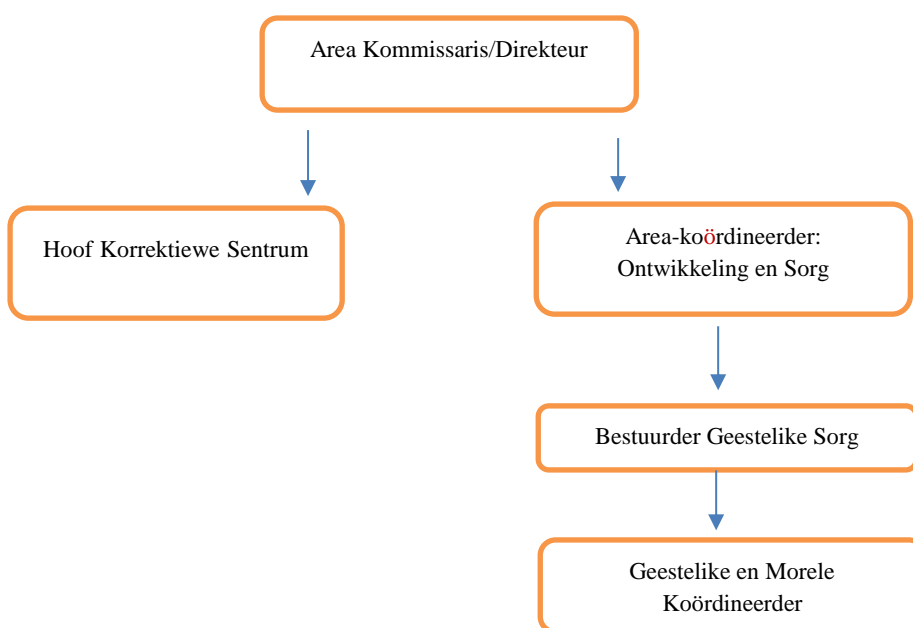 Area Kommissaris/Direkteur
Hoof Korrektiewe Sentrum
Area-koördineerder:
Ontwikkeling en Sorg
Bestuurder Geestelike Sorg
Geestelike en Morele
Koördineerder